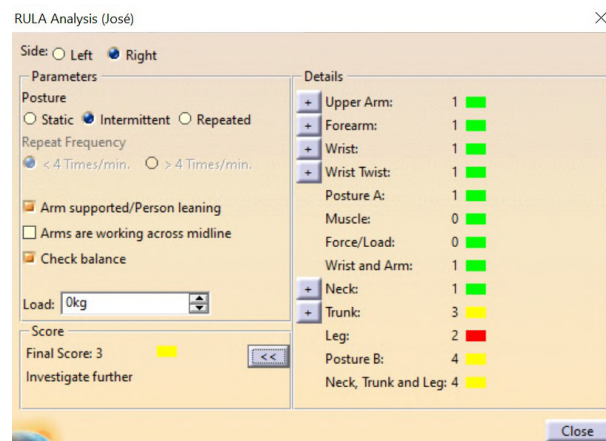 RULA Analysis (José)
Side: Left Right
Parameters
Posture
Static Intermittent Repeated
Repeat Frequency
< 4 Times/min. > 4 Times/min.
Arm supported/Person leaning
Arms are working across midline
Check balance
Load: 0kg
Score
Final Score: 3
<<
Investigate further
Details
+ Upper Arm: 1
+ Forearm: 1
+ Wrist: 1
+ Wrist Twist: 1
Posture A: 1
Muscle: 0
Force/Load: 0
Wrist and Arm: 1
+ Neck: 1
+ Trunk: 3
Leg: 2
Posture B: 4
Neck, Trunk and Leg: 4
Close